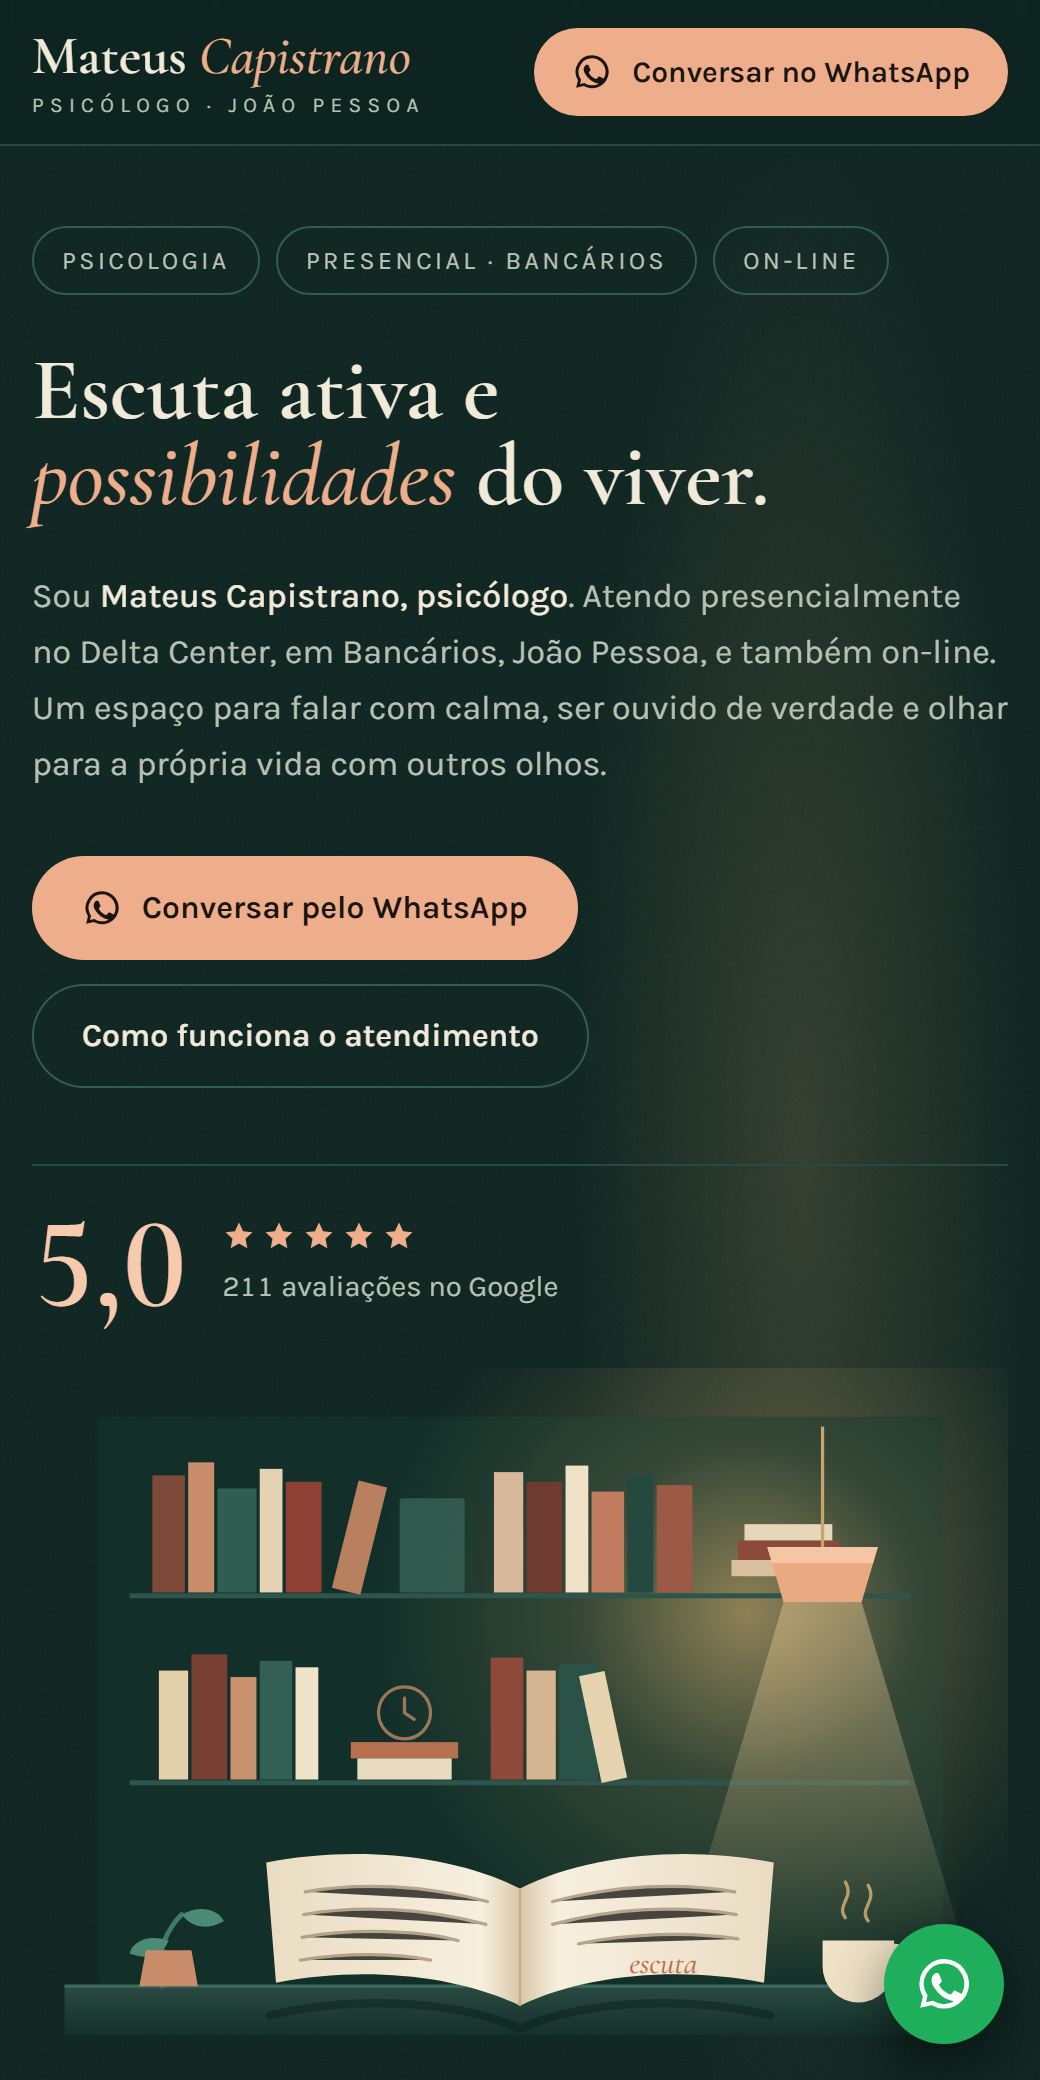 Mateus Capistrano
PSICÓLOGO · JOÃO PESSOA
Conversar no WhatsApp
PSICOLOGIA
PRESENCIAL · BANCÁRIOS
ON-LINE
Escuta ativa e
possibilidades do viver.
Sou Mateus Capistrano, psicólogo. Atendo presencialmente
no Delta Center, em Bancários, João Pessoa, e também on-line.
Um espaço para falar com calma, ser ouvido de verdade e olhar
para a própria vida com outros olhos.
Conversar pelo WhatsApp
Como funciona o atendimento
5,0
211 avaliações no Google
escuta